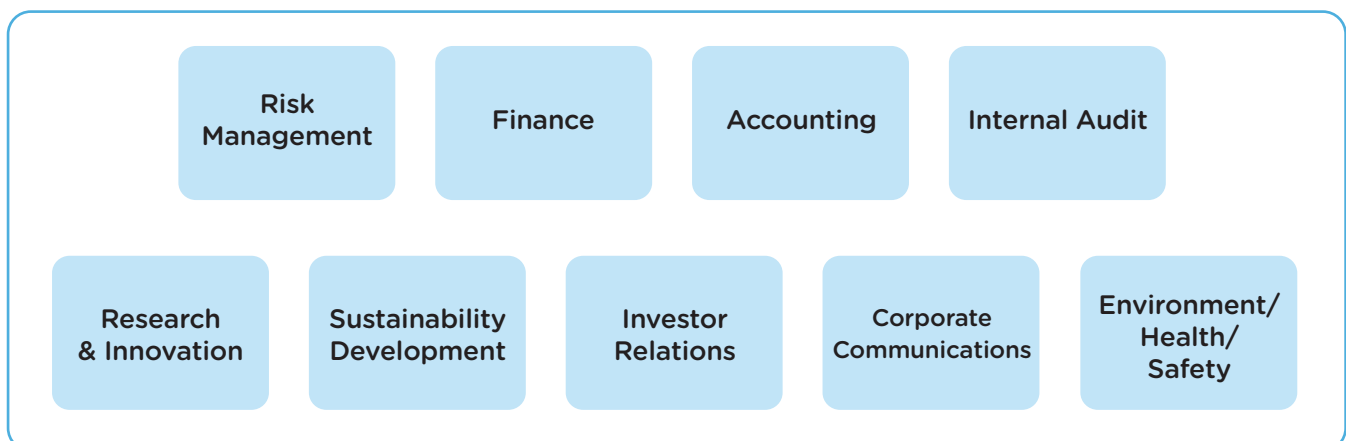 Risk
Management
Finance
Accounting
Internal Audit
Research
& Innovation
Sustainability
Development
Investor
Relations
Corporate
Communications
Environment/
Health/
Safety